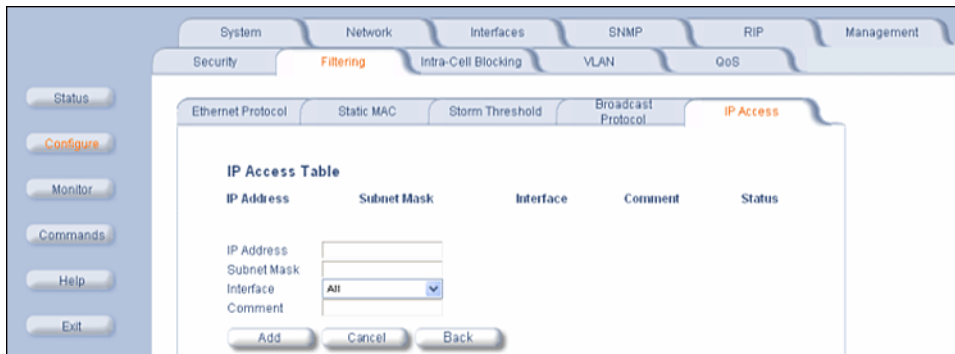 System Network Interfaces SNMP RIP Management
Security Filtering Intra-Cell Blocking VLAN QoS
Status
Configure
Monitor
Commands
Help
Exit
Ethernet Protocol Static MAC Storm Threshold Broadcast Protocol IP Access
IP Access Table
IP Address Subnet Mask Interface Comment Status
IP Address
Subnet Mask
Interface All
Comment
Add Cancel Back